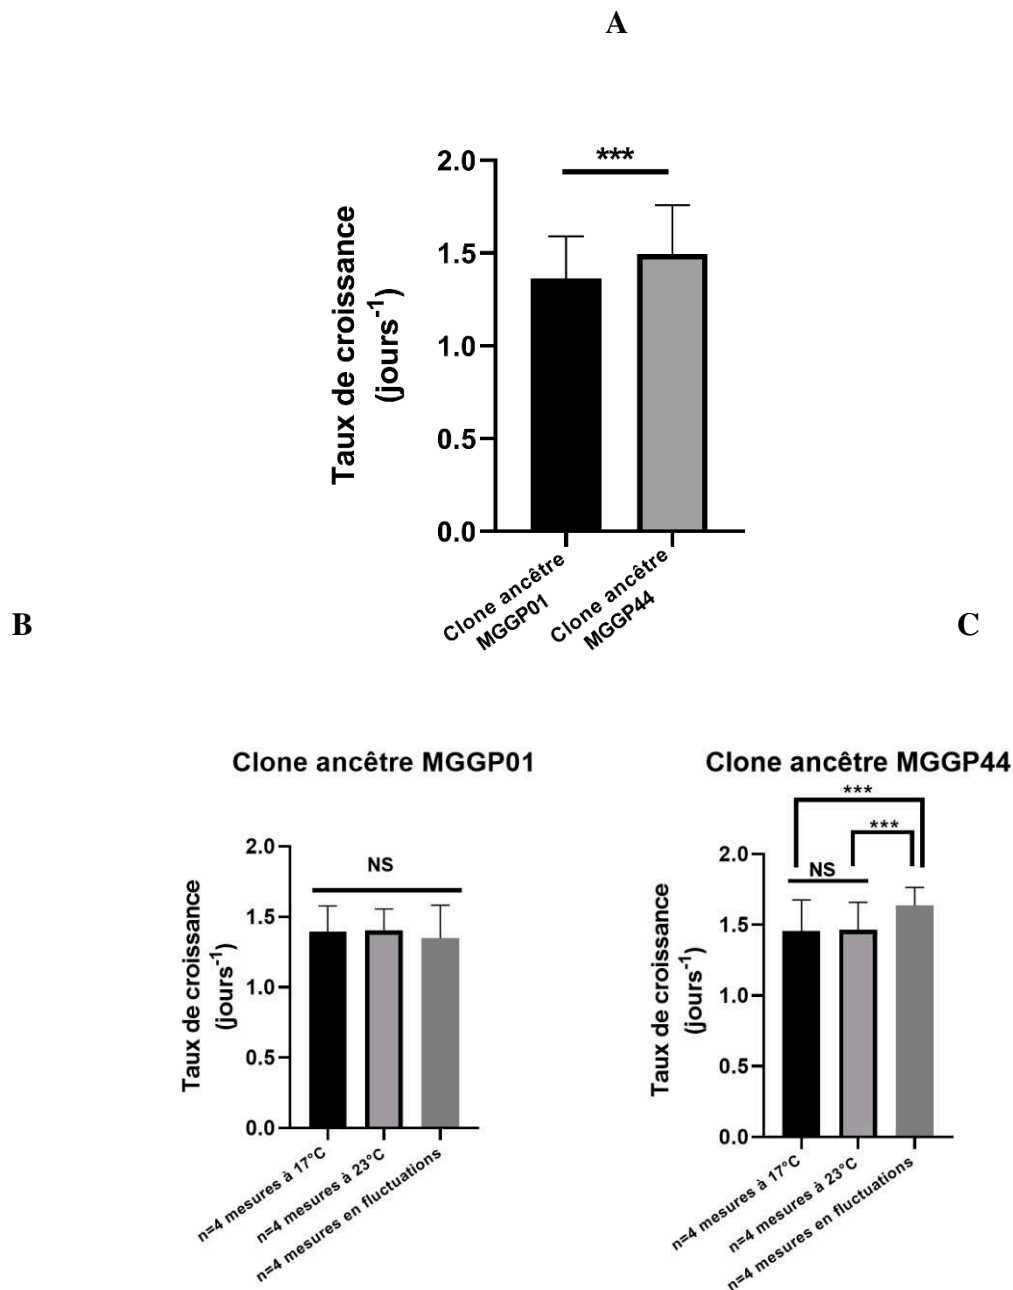 A
***
2.0
1.5
1.0
0.5
0.0
Taux de croissance
(jours-1)
Clone ancêtre
MGGP01
Clone ancêtre
MGGP44
B
C
Clone ancêtre MGGP01
NS
2.0
1.5
1.0
0.5
0.0
Taux de croissance
(jours-1)
n=4 mesures à 17°C
n=4 mesures à 23°C
n=4 mesures en fluctuations
Clone ancêtre MGGP44
***
***
NS
2.0
1.5
1.0
0.5
0.0
Taux de croissance
(jours-1)
n=4 mesures à 17°C
n=4 mesures à 23°C
n=4 mesures en fluctuations